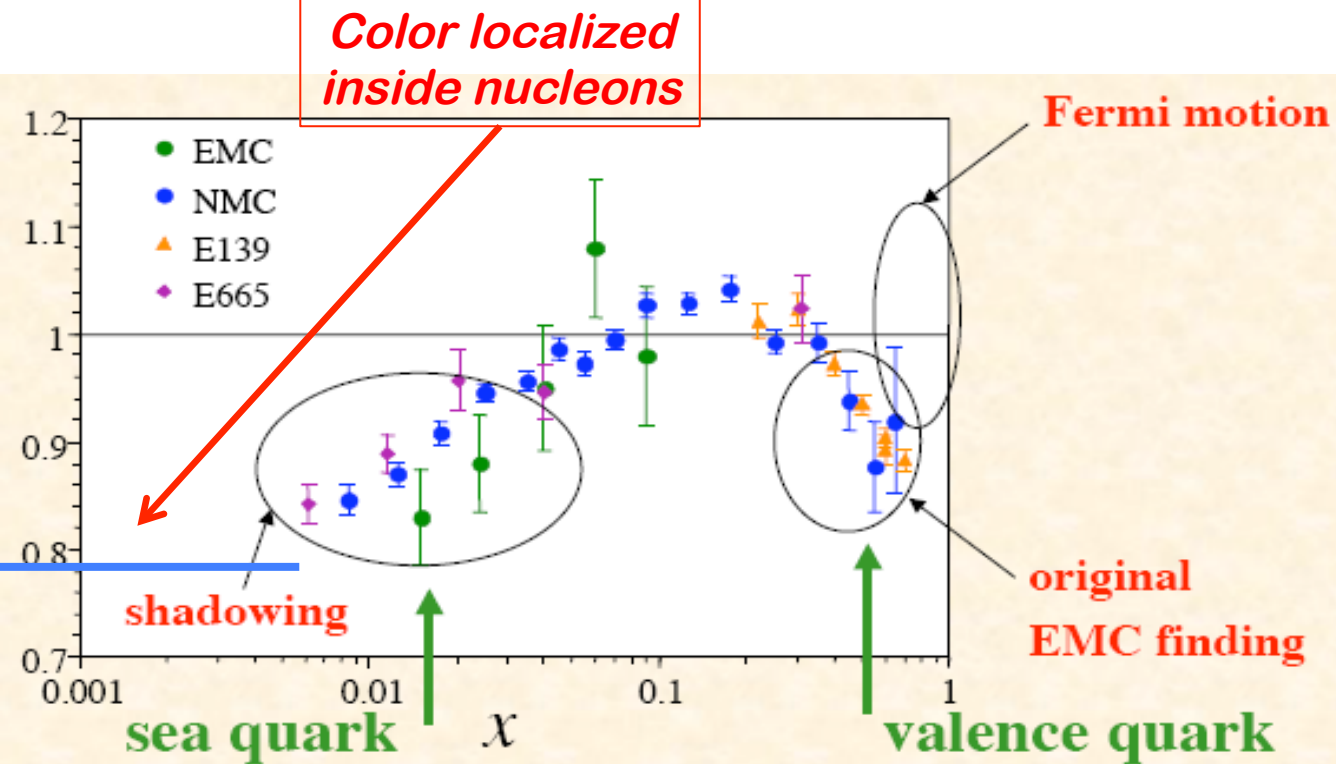 Color localized
inside nucleons
Fermi motion
1.2
EMC
NMC
1.1
E139
E665
1
0.9
0.8
original
EMC finding
shadowing
0.7
0.001
0.01
0.1
1
sea quark
x
valence quark